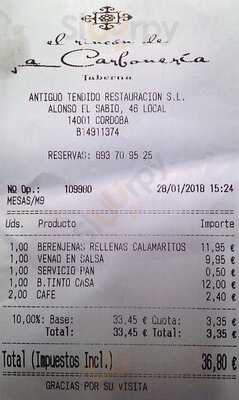 el rincón de
la Carbonería
Taberna
ANTIGUO TENDIDO RESTAURACION S.L.
ALONSO EL SABIO, 46 LOCAL
14001 CORDOBA
B14911374
RESERVAS: 693 70 95 25
Nº Op.: 109980 28/01/2018 15:24
MESAS/M9
Uds. Producto Importe
1,00 BERENJENAS RELLENAS CALAMARITOS 11,95 €
1,00 VENAO EN SALSA 9,95 €
1,00 SERVICIO PAN 0,50 €
1,00 B.TINTO CASA 12,00 €
2,00 CAFE 2,40 €
10,00% Base: 33,45 € Cuota: 3,35 €
Total: 33,45 € Total: 3,35 €
Total (Impuestos Incl.) 36,80 €
GRACIAS POR SU VISITA